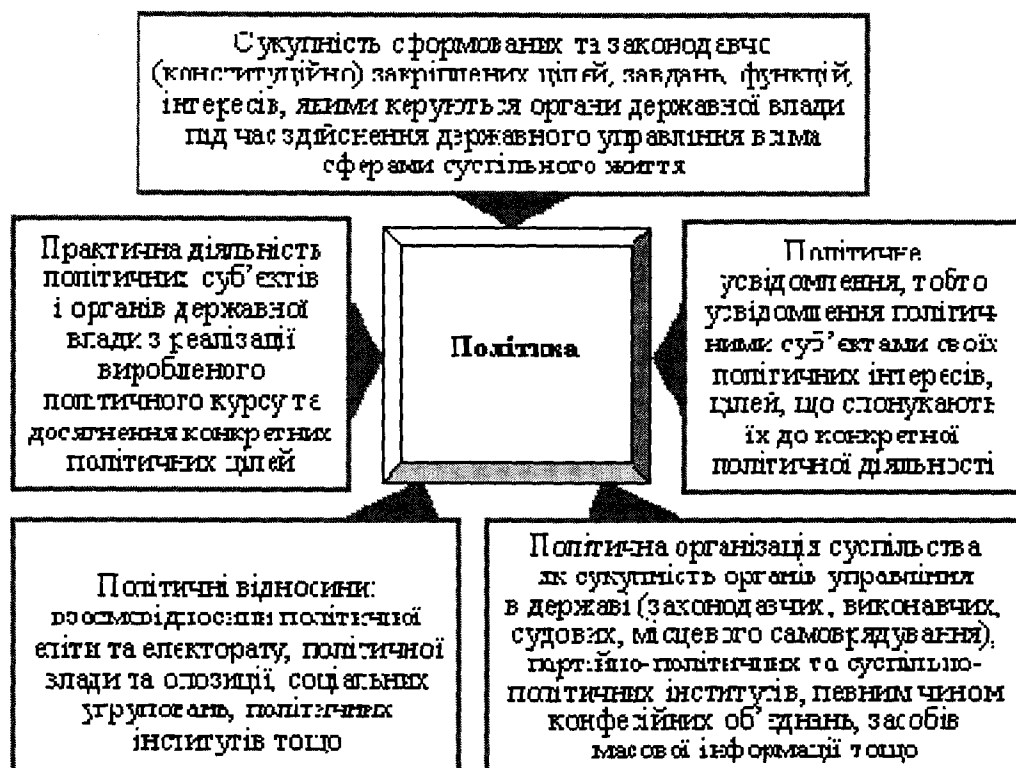 Сукупність сформованих та законодавчо
(конституційно) закріплених цілей, завдань, функцій,
інтересів, якими керуються органи державної влади
під час здійснення державного управління всіма
сферами суспільного життя
Практична діяльність
політичних суб’єктів
і органів державної
влади з реалізації
виробленого
політичного курсу та
досягнення конкретних
політичних цілей
Політика
Політичне
усвідомлення, тобто
усвідомлення політич-
ними суб’єктами своїх
політичних інтересів,
цілей, що спонукають
їх до конкретної
політичної діяльності
Політичні відносини:
взаємовідносини політичної
еліти та електорату, політичної
влади та опозиції, соціальних
угруповань, політичних
інститутів тощо
Політична організація суспільства
як сукупність органів управління
в державі (законодавчих, виконавчих,
судових, місцевого самоврядування),
партійно-політичних та суспільно-
політичних інститутів, певним чином
конфесійних об’єднань, засобів
масової інформації тощо